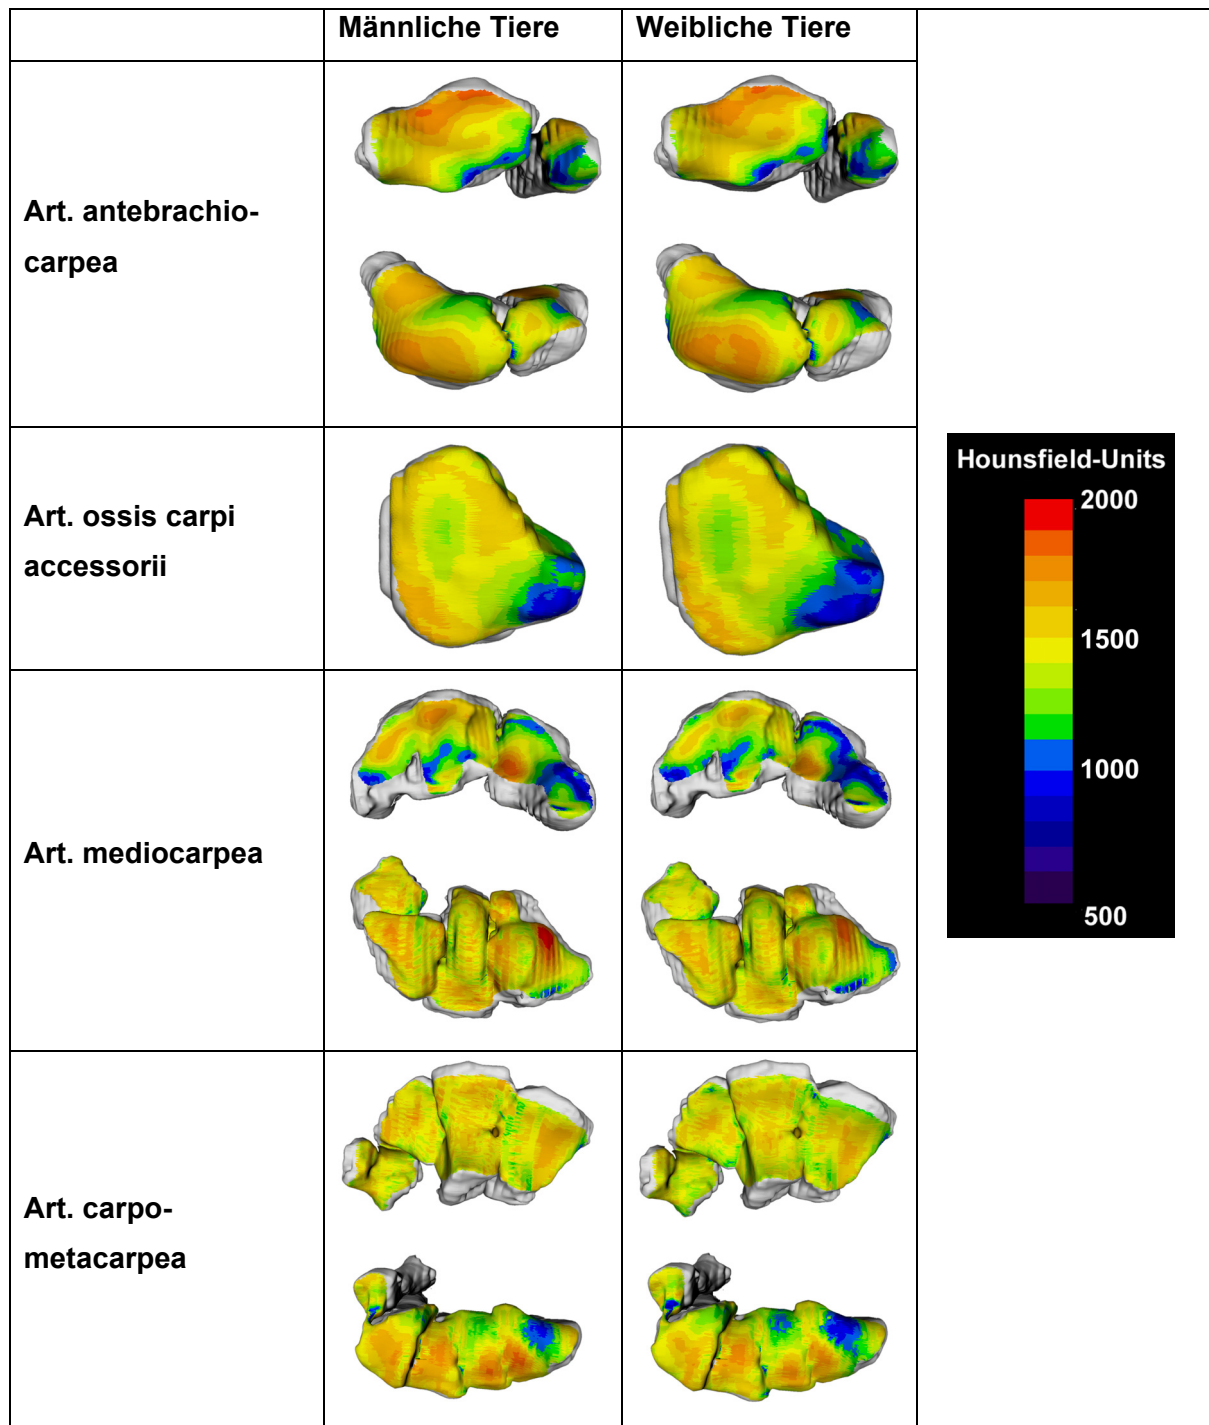 Männliche Tiere
Weibliche Tiere
Art. antebrachio-
carpea
Art. ossis carpi
accessorii
Art. mediocarpea
Art. carpo-
metacarpea
Hounsfield-Units
2000
1500
1000
500